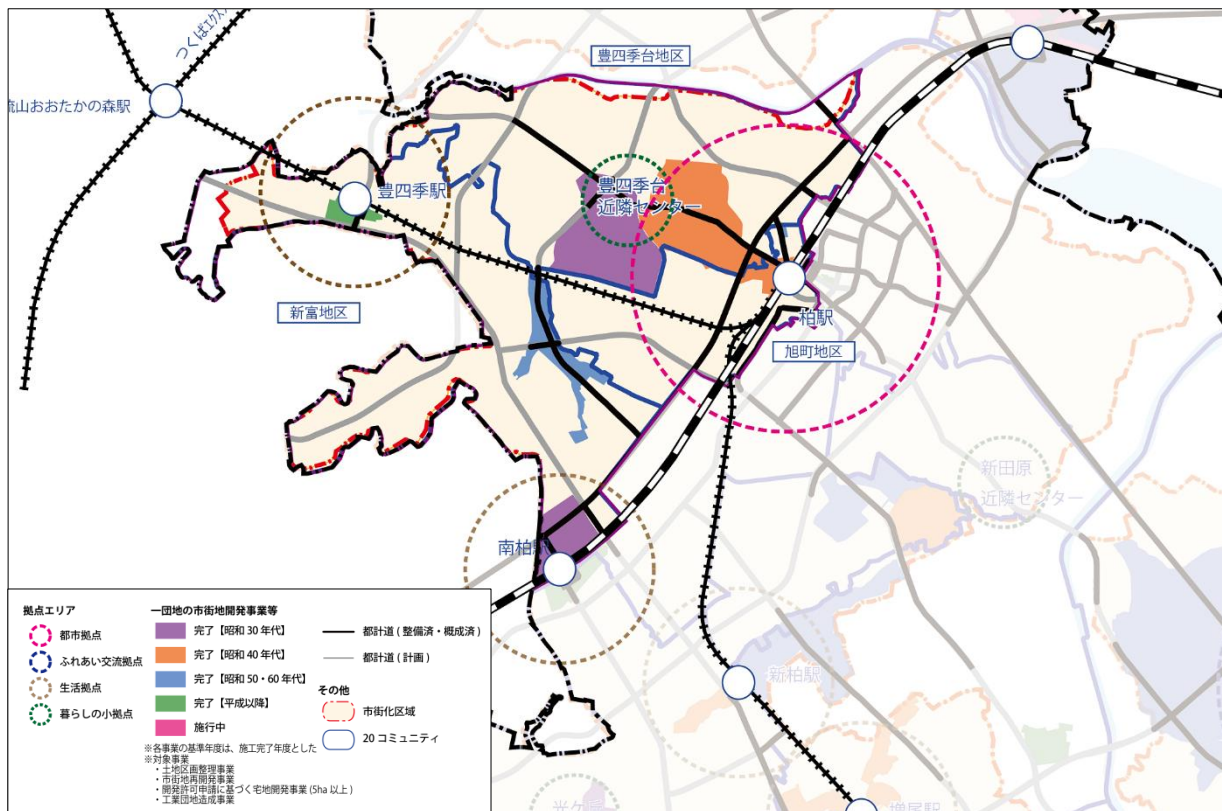 つくばエクスプ
豊四季台地区
流山おおたかの森駅
豊四季駅
豊四季台
近隣センター
新富地区
柏駅
旭町地区
新田原
近隣センター
南柏駅
新柏駅
増尾駅
拠点エリア
都市拠点
ふれあい交流拠点
生活拠点
暮らしの小拠点
一団地の市街地開発事業等
完了【昭和30年代】
完了【昭和40年代】
完了【昭和50・60年代】
完了【平成以降】
施行中
都計道(整備済・概成済)
都計道(計画)
その他
市街化区域
20コミュニティ
※各事業の基準年度は、施工完了年度とした
※対象事業
・土地区画整理事業
・市街地再開発事業
・開発許可申請に基づく宅地開発事業(5ha以上)
・工業団地造成事業